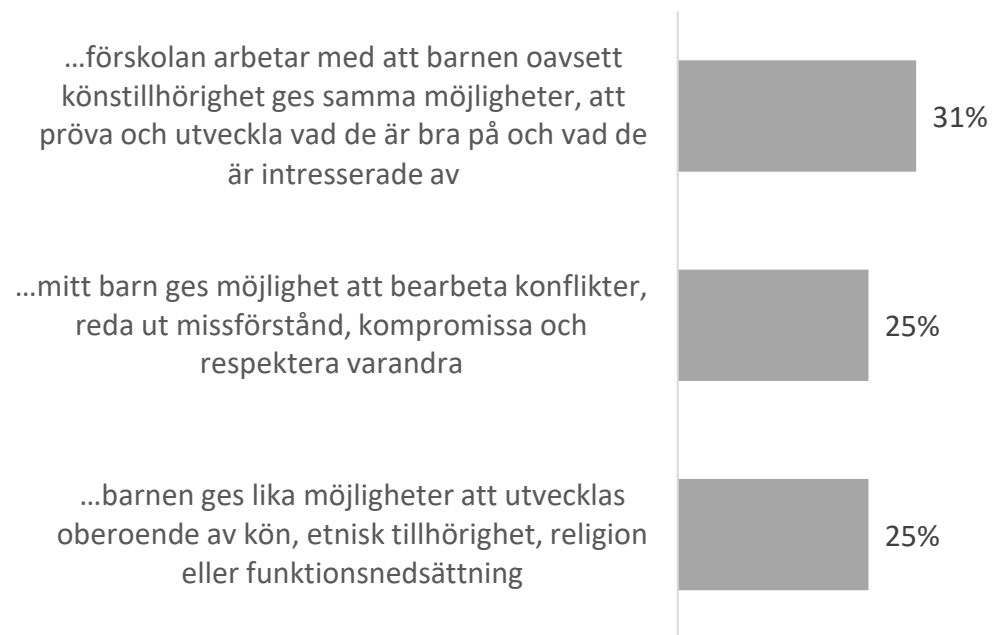 ...förskolan arbetar med att barnen oavsett
könstillhörighet ges samma möjligheter, att
pröva och utveckla vad de är bra på och vad de
är intresserade av
31%
...mitt barn ges möjlighet att bearbeta konflikter,
reda ut missförstånd, kompromissa och
respektera varandra
25%
...barnen ges lika möjligheter att utvecklas
oberoende av kön, etnisk tillhörighet, religion
eller funktionsnedsättning
25%